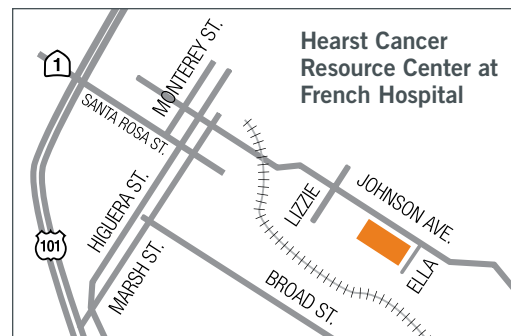 Hearst Cancer
Resource Center at
French Hospital
1
MONTEREY ST.
SANTA ROSA ST.
HIGUERA ST.
MARSH ST.
101
LIZZIE
JOHNSON AVE.
ELLA
BROAD ST.